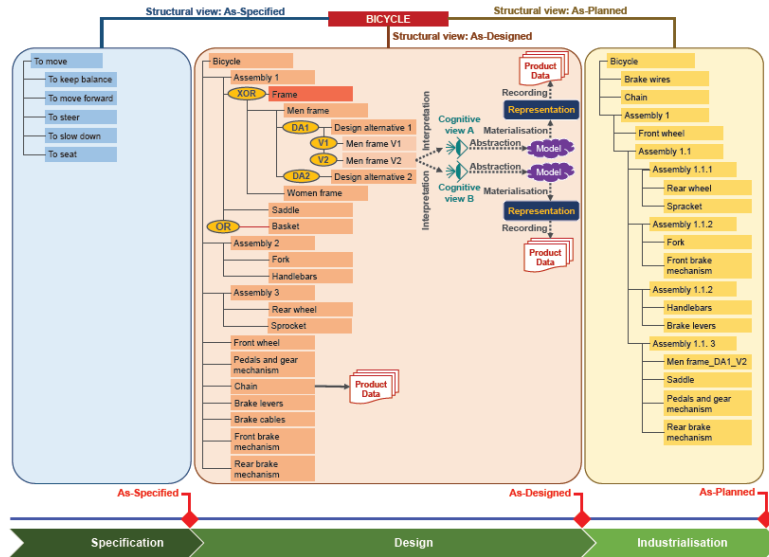 Structural view: As-Specified
BICYCLE
Structural view: As-Planned
Structural view: As-Designed
To move
To keep balance
To move forward
To steer
To slow down
To seat
Bicycle
Assembly 1
XOR
Frame
Men frame
DA1
Design alternative 1
V1
Men frame V1
V2
Men frame V2
DA2
Design alternative 2
Women frame
Saddle
OR
Basket
Assembly 2
Fork
Handlebars
Assembly 3
Rear wheel
Sprocket
Front wheel
Pedals and gear
mechanism
Chain
Brake levers
Brake cables
Front brake
mechanism
Rear brake
mechanism
Product
Data
Interpretation
Interpretation
Cognitive
view A
Cognitive
view B
Abstraction
Abstraction
Model
Model
Materialisation
Materialisation
Representation
Representation
Recording
Recording
Product
Data
Product
Data
Bicycle
Brake wires
Chain
Assembly 1
Front wheel
Assembly 1.1
Assembly 1.1.1
Rear wheel
Spracket
Assembly 1.1.2
Fork
Front brake
mechanism
Assembly 1.1.2
Handlebars
Brake levers
Assembly 1.1. 3
Men frame_DA1_V2
Saddle
Pedals and gear
mechanism
Rear brake
mechanism
As-Specified
As-Designed
As-Planned
Specification
Design
Industrialisation